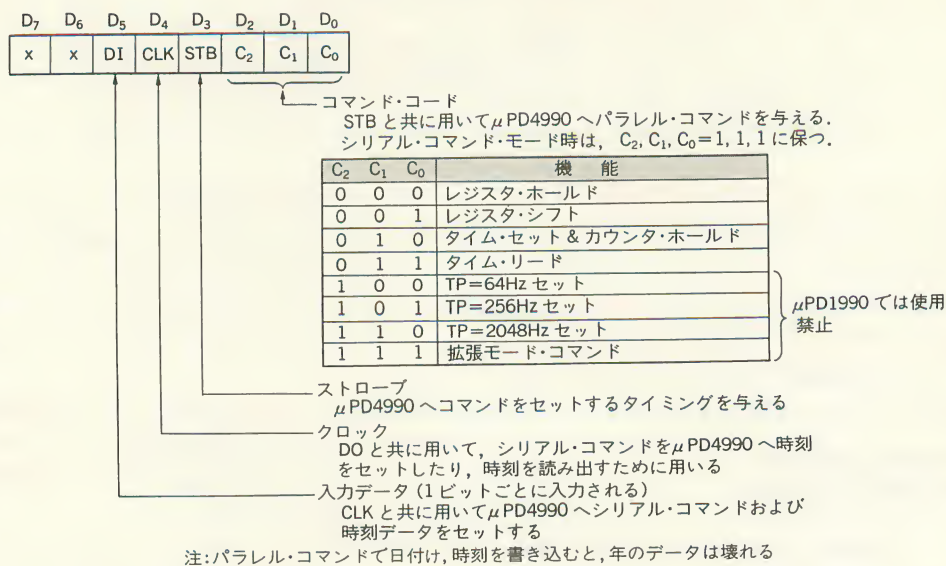 D₇ D₆ D₅ D₄ D₃ D₂ D₁ D₀
x x DI CLK STB C₂ C₁ C₀
コマンド・コード
STB と共に用いてμPD4990 へパラレル・コマンドを与える.
シリアル・コマンド・モード時は, C₂, C₁, C₀=1, 1, 1 に保つ.
C₂ C₁ C₀ 機 能
0 0 0 レジスタ・ホールド
0 0 1 レジスタ・シフト
0 1 0 タイム・セット & カウンタ・ホールド
0 1 1 タイム・リード
1 0 0 TP=64Hz セット
1 0 1 TP=256Hz セット
1 1 0 TP=2048Hz セット
1 1 1 拡張モード・コマンド
μPD1990 では使用
禁止
ストローブ
μPD4990 へコマンドをセットするタイミングを与える
クロック
DO と共に用いて, シリアル・コマンドをμPD4990 へ時刻
をセットしたり, 時刻を読み出すために用いる
入力データ (1 ビットごとに入力される)
CLK と共に用いてμPD4990 へシリアル・コマンドおよび
時刻データをセットする
注:パラレル・コマンドで日付け, 時刻を書き込むと, 年のデータは壊れる